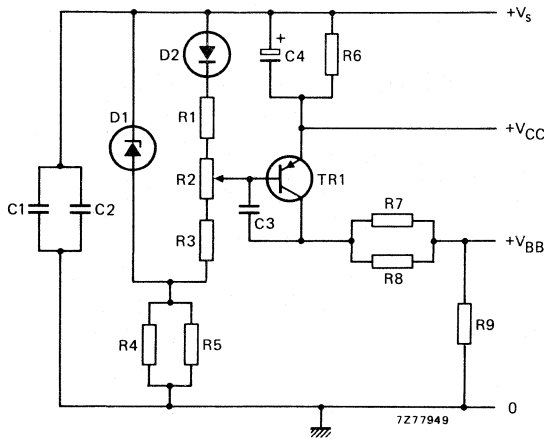 +Vs
D2
+
C4
R6
D1
R1
+VCC
R2
TR1
C1
C2
C3
R7
R3
+VBB
R8
R4
R5
R9
0
7Z77949